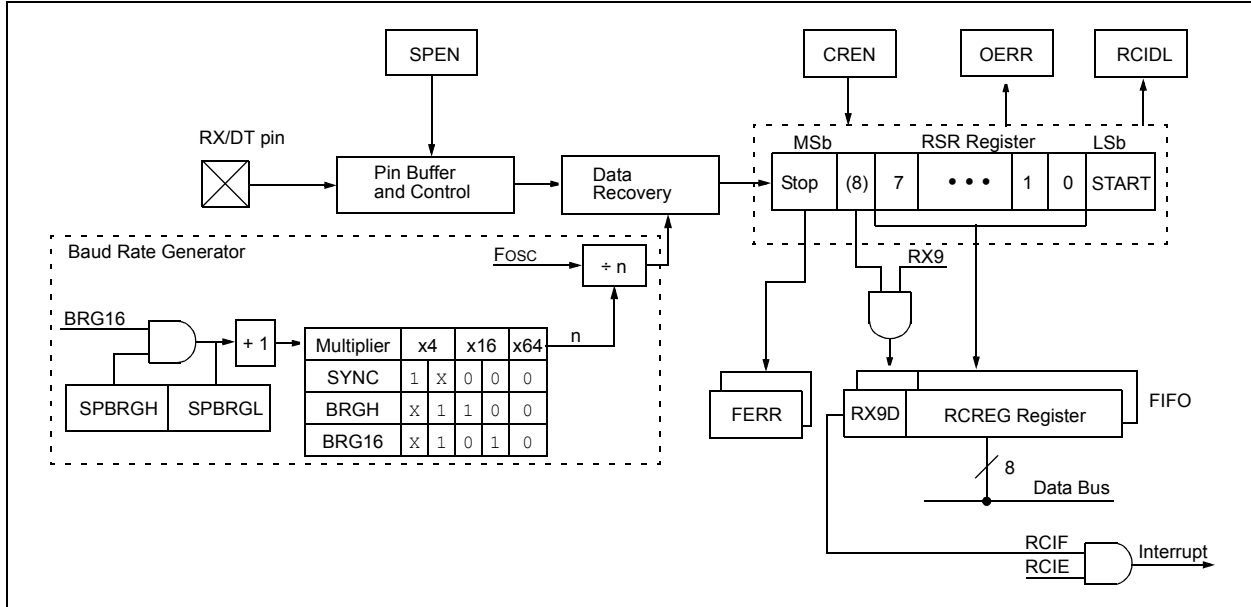 SPEN
CREN
OERR
RCIDL
RX/DT pin
Pin Buffer
and Control
Data
Recovery
MSb
RSR Register
LSb
Stop (8) 7 • • • 1 0 START
Baud Rate Generator
FOSC
÷ n
RX9
BRG16
+ 1
n
SPBRGH SPBRGL
Multiplier x4 x16 x64
SYNC 1 X 0 0 0
BRGH X 1 1 0 0
BRG16 X 1 0 1 0
FERR
RX9D RCREG Register
FIFO
8
Data Bus
RCIF
RCIE
Interrupt